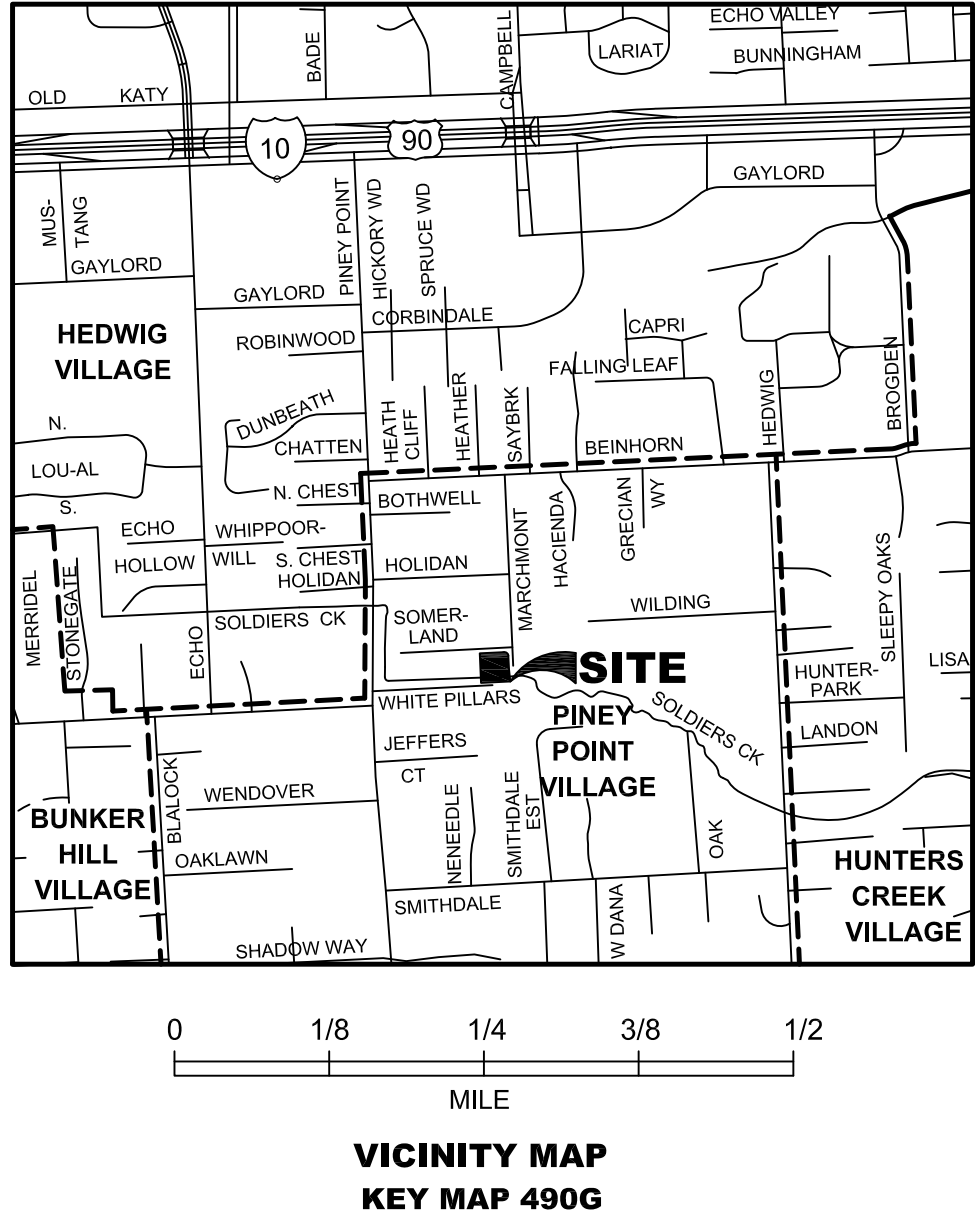 ECHO VALLEY
BADE
CAMPBELL
LARIAT
BUNNINGHAM
OLD KATY
10
90
GAYLORD
MUS-
TANG
PINEY POINT
HICKORY WD
SPRUCE WD
GAYLORD
GAYLORD
CORBINDALE
HEDWIG
VILLAGE
ROBINWOOD
CAPRI
FALLING LEAF
HEDWIG
BROGDEN
DUNBEATH
HEATH
CLIFF
HEATHER
SAYBRK
N.
CHATTEN
BEINHORN
LOU-AL
N. CHEST
BOTHWELL
GRECIAN
WY
S.
MARCHMONT
HACIENDA
ECHO
HOLLOW
WHIPPOOR-
WILL
S. CHEST
HOLIDAN
HOLIDAN
SLEEPY OAKS
MERRIDEL
STONEGATE
WILDING
SOLDIERS CK
SOMER-
LAND
ECHO
SITE
HUNTER-
PARK
LISA
WHITE PILLARS
PINEY
POINT
VILLAGE
SOLDIERS CK
LANDON
JEFFERS
CT
BLALOCK
WENDOVER
NENEEDLE
SMITHDALE
EST
OAK
BUNKER
HILL
VILLAGE
OAKLAWN
HUNTERS
CREEK
VILLAGE
SMITHDALE
W DANA
SHADOW WAY
0 1/8 1/4 3/8 1/2
MILE
VICINITY MAP
KEY MAP 490G